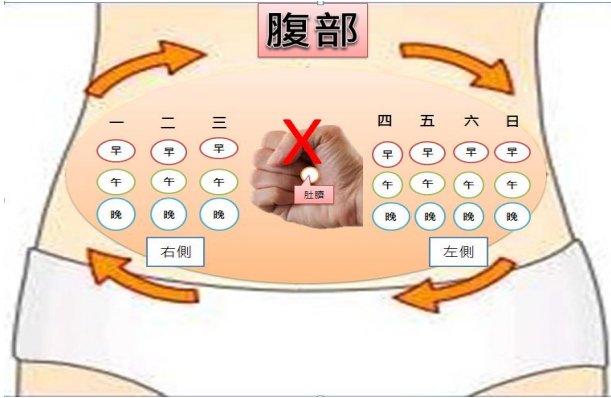 腹部
一 二 三 四 五 六 日
早 早 早 早 早 早 早
午 午 午 午 午 午 午
晚 晚 晚 晚 晚 晚 晚
X
肚臍
右側 左側